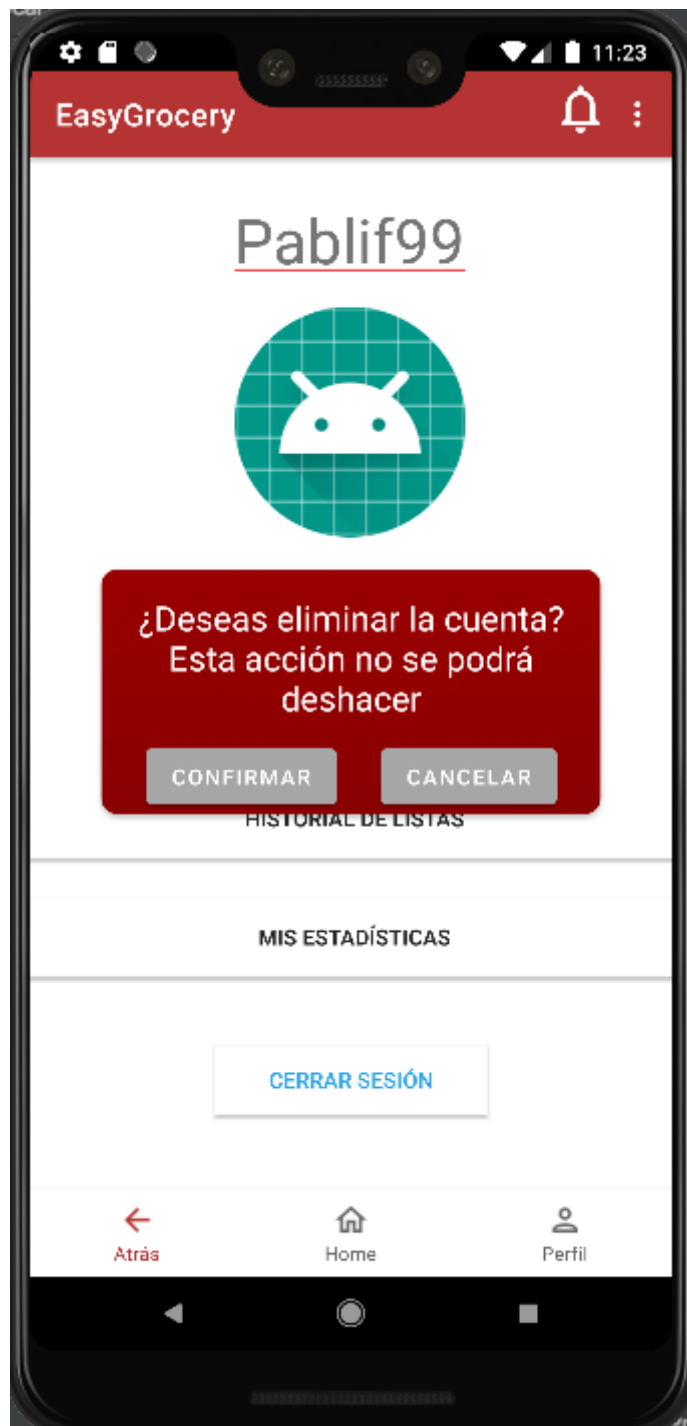 11:23
EasyGrocery
Pablif99
¿Deseas eliminar la cuenta?
Esta acción no se podrá
deshacer
CONFIRMAR CANCELAR
HISTORIAL DE LISTAS
MIS ESTADÍSTICAS
CERRAR SESIÓN
Atrás Home Perfil